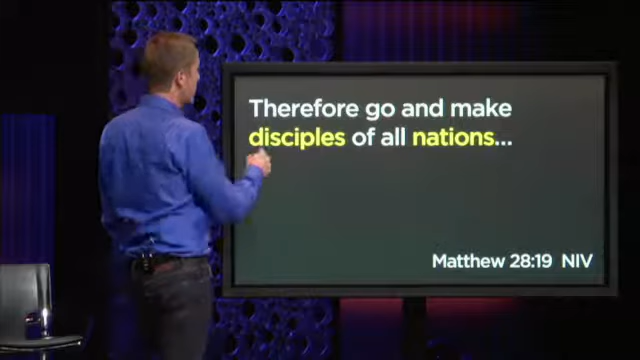 Therefore go and make
disciples of all nations...
Matthew 28:19 NIV